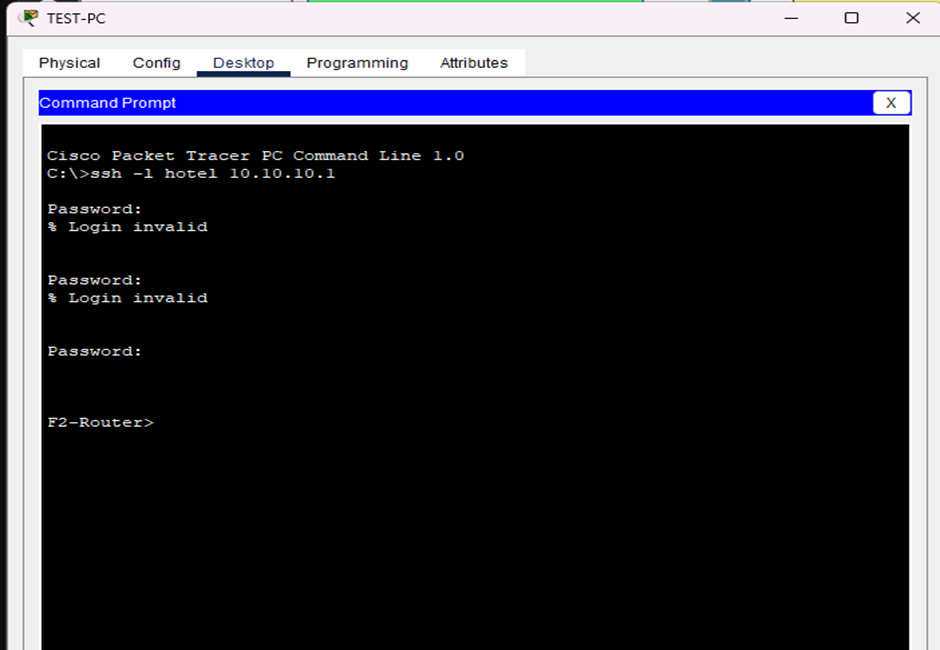 TEST-PC
Physical Config Desktop Programming Attributes
Command Prompt X
Cisco Packet Tracer PC Command Line 1.0
C:\>ssh -l hotel 10.10.10.1
Password:
% Login invalid
Password:
% Login invalid
Password:
F2-Router>